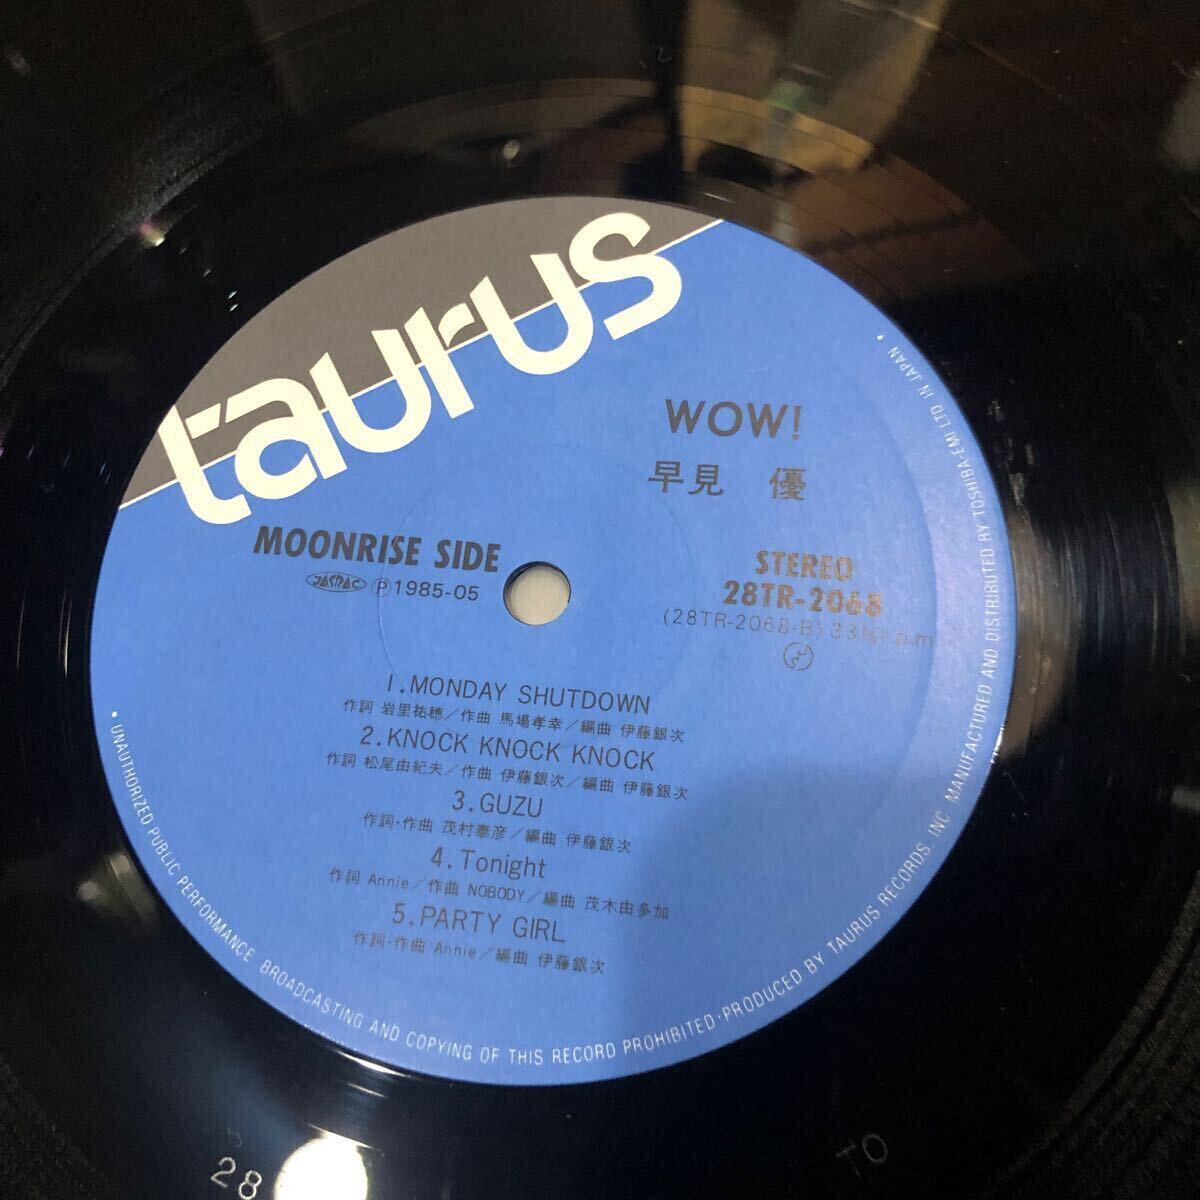 taurus
WOW!
早見 優
MOONRISE SIDE
JASRAC Ⓟ1985-05
STEREO
28TR-2068
(28TR-2068-B) 33⅓r.p.m
1.MONDAY SHUTDOWN
作詞 岩里祐穂/作曲 馬場孝幸/編曲 伊藤銀次
2.KNOCK KNOCK KNOCK
作詞 松尾由紀夫/作曲 伊藤銀次/編曲 伊藤銀次
3.GUZU
作詞・作曲 茂村泰彦/編曲 伊藤銀次
4.Tonight
作詞 Annie/作曲 NOBODY/編曲 茂木由多加
5.PARTY GIRL
作詞・作曲 Annie/編曲 伊藤銀次
• UNAUTHORIZED PUBLIC PERFORMANCE BROADCASTING AND COPYING OF THIS RECORD PROHIBITED • PRODUCED BY TAURUS RECORDS, INC. MANUFACTURED AND DISTRIBUTED BY TOSHIBA-EMI LTD IN JAPAN •
28
TO